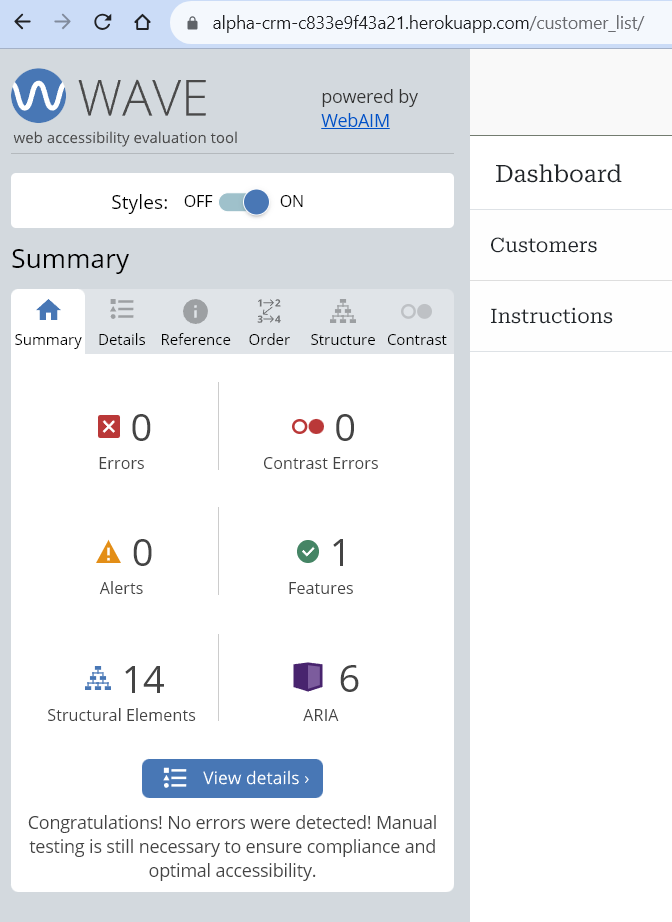 alpha-crm-c833e9f43a21.herokuapp.com/customer_list/
WAVE
web accessibility evaluation tool
powered by
WebAIM
Styles: OFF ON
Summary
Summary Details Reference Order Structure Contrast
0 0
Errors Contrast Errors
0 1
Alerts Features
14 6
Structural Elements ARIA
View details ›
Congratulations! No errors were detected! Manual
testing is still necessary to ensure compliance and
optimal accessibility.
Dashboard
Customers
Instructions